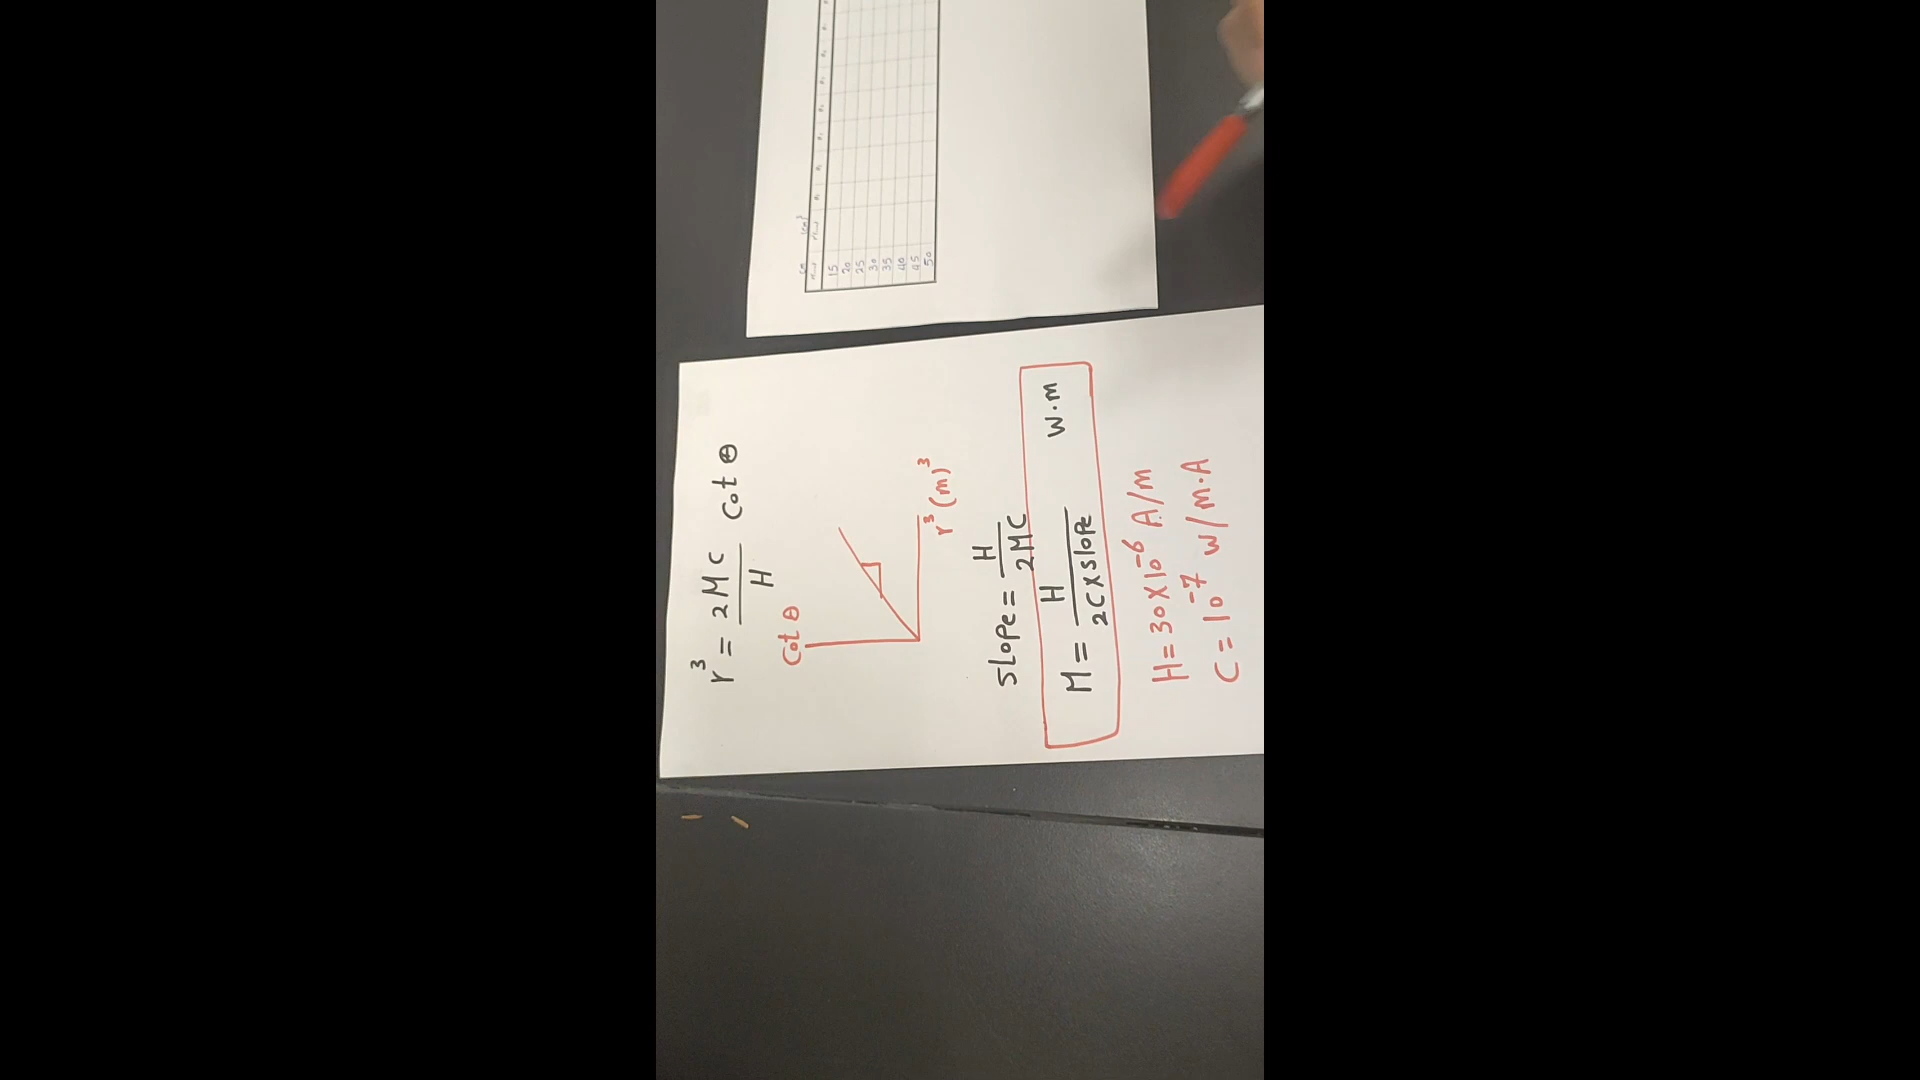 r³ = 2MC/H Cot θ
Cot θ
r³ (m)³
Slope = H/2MC
M = H/2C×Slope W.m
H = 30×10⁻⁶ A/m
C = 10⁻⁷ W/m.A
cm
15
20
25
30
35
40
45
50